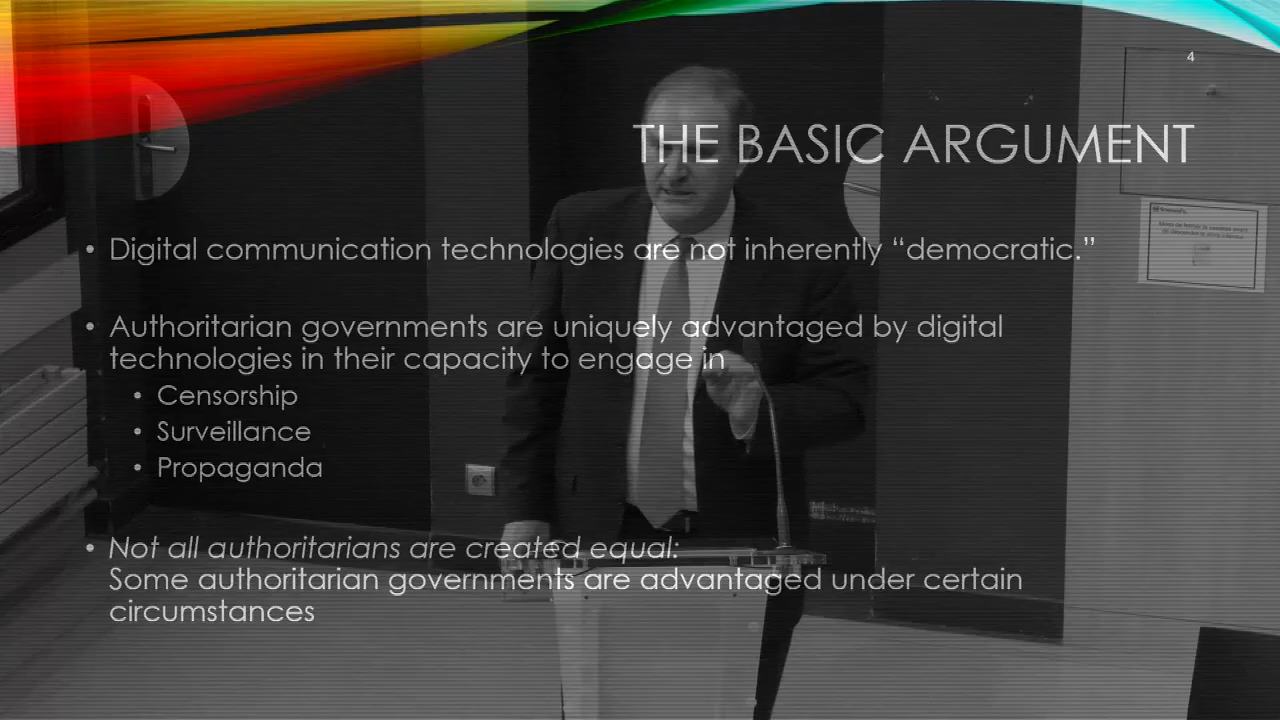 4
THE BASIC ARGUMENT
• Digital communication technologies are not inherently “democratic.”
• Authoritarian governments are uniquely advantaged by digital
technologies in their capacity to engage in
• Censorship
• Surveillance
• Propaganda
• Not all authoritarians are created equal:
Some authoritarian governments are advantaged under certain
circumstances